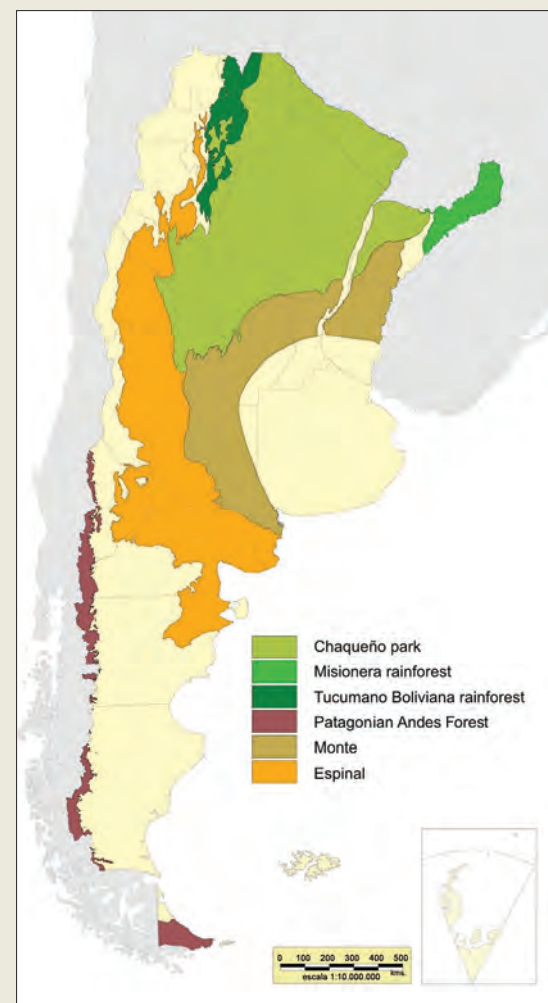 Chaqueño park
Misionera rainforest
Tucumano Boliviana rainforest
Patagonian Andes Forest
Monte
Espinal
0 100 200 300 400 500
kms.
escala 1:10.000.000